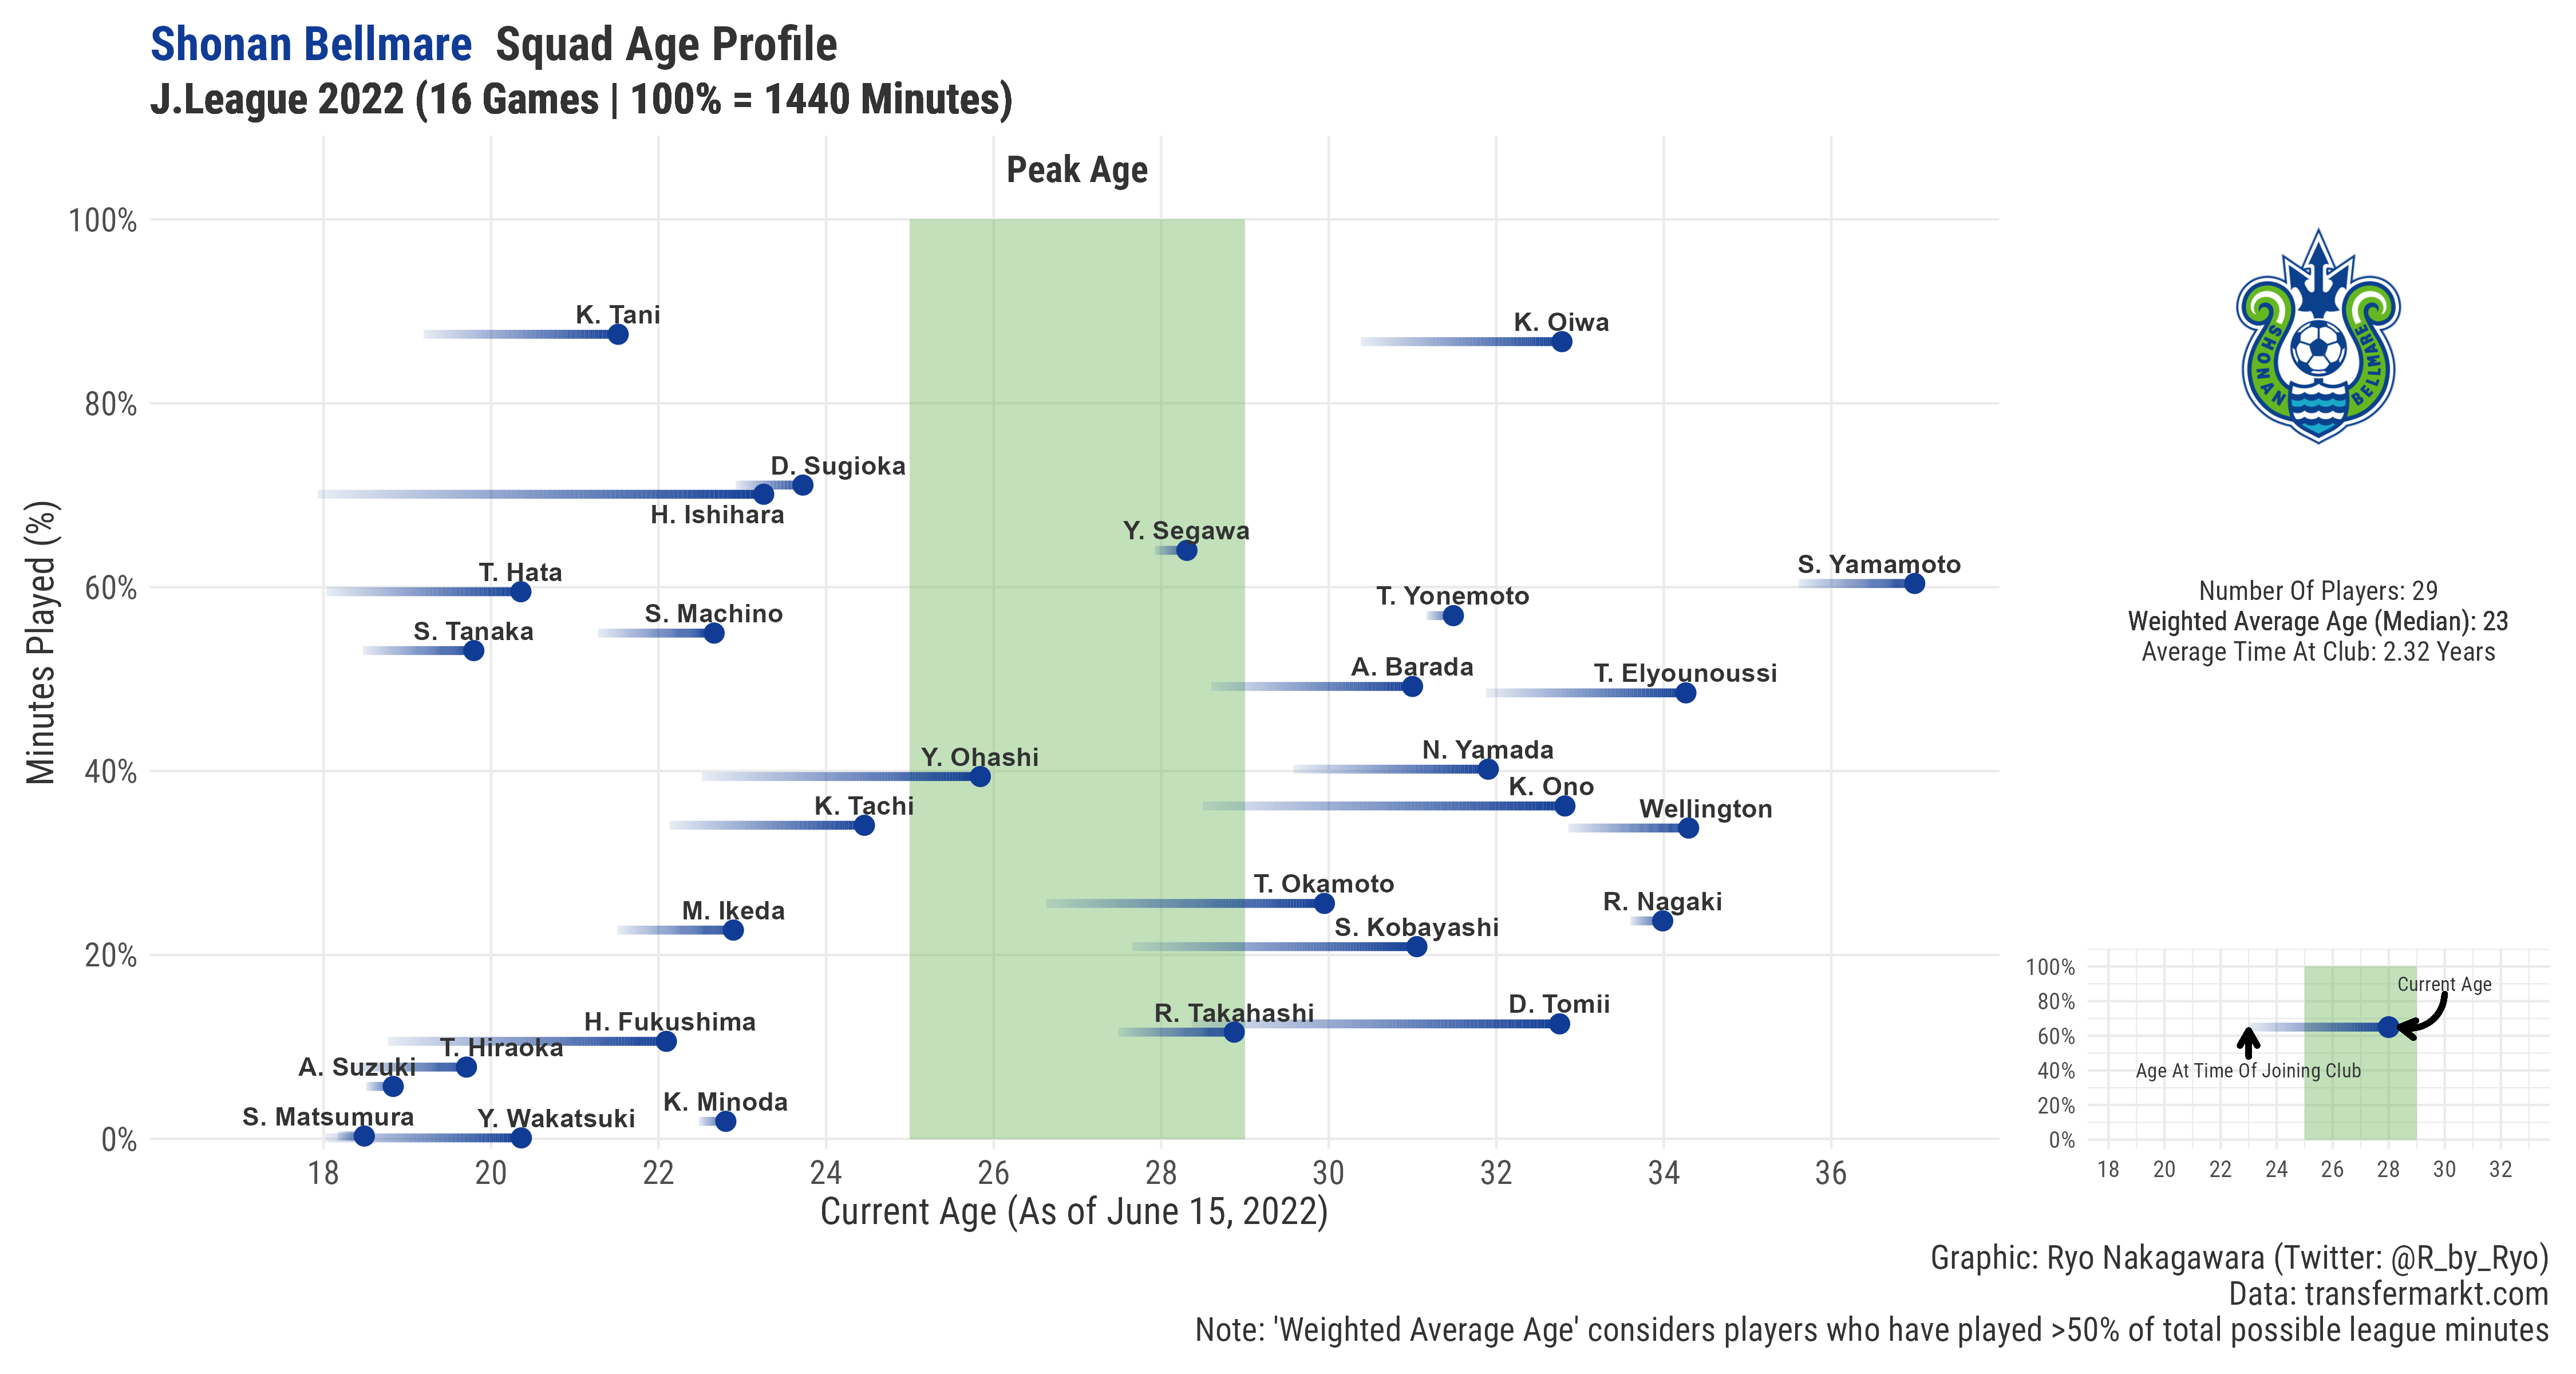 Shonan Bellmare Squad Age Profile
J.League 2022 (16 Games | 100% = 1440 Minutes)
Peak Age
100%
80%
60%
40%
20%
0%
Minutes Played (%)
K. Tani
K. Oiwa
D. Sugioka
H. Ishihara
Y. Segawa
S. Yamamoto
T. Hata
T. Yonemoto
S. Machino
S. Tanaka
A. Barada
T. Elyounoussi
Y. Ohashi
N. Yamada
K. Ono
K. Tachi
Wellington
T. Okamoto
R. Nagaki
M. Ikeda
S. Kobayashi
D. Tomii
R. Takahashi
H. Fukushima
T. Hiraoka
A. Suzuki
K. Minoda
S. Matsumura
Y. Wakatsuki
18 20 22 24 26 28 30 32 34 36
Current Age (As of June 15, 2022)
SHONAN
BELLMARE
Number Of Players: 29
Weighted Average Age (Median): 23
Average Time At Club: 2.32 Years
100%
80%
60%
40%
20%
0%
Current Age
Age At Time Of Joining Club
18 20 22 24 26 28 30 32
Graphic: Ryo Nakagawara (Twitter: @R_by_Ryo)
Data: transfermarkt.com
Note: 'Weighted Average Age' considers players who have played >50% of total possible league minutes